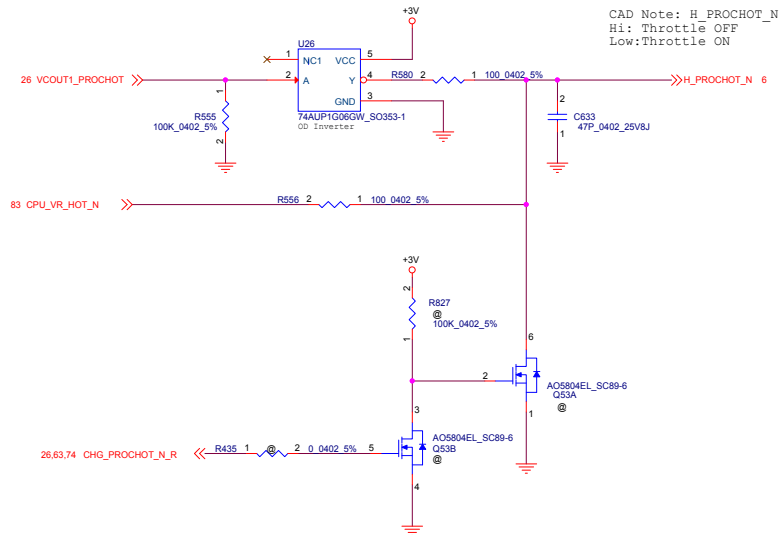 CAD Note: H_PROCHOT_N
Hi: Throttle OFF
Low:Throttle ON
+3V
U26
1 NC1 VCC 5
26 VCOUT1_PROCHOT
2 A Y 4
R580 2 1 100_0402_5%
H_PROCHOT_N 6
GND 3
1
R555
100K_0402_5%
2
74AUP1G06GW_SO353-1
OD Inverter
2
C633
47P_0402_25V8J
1
83 CPU_VR_HOT_N
R556 2 1 100_0402_5%
+3V
2
R827
@
100K_0402_5%
1
6
2
AO5804EL_SC89-6
Q53A
@
1
3
AO5804EL_SC89-6
Q53B
@
26,63,74 CHG_PROCHOT_N_R
R435 1 @ 2 0_0402_5% 5
4